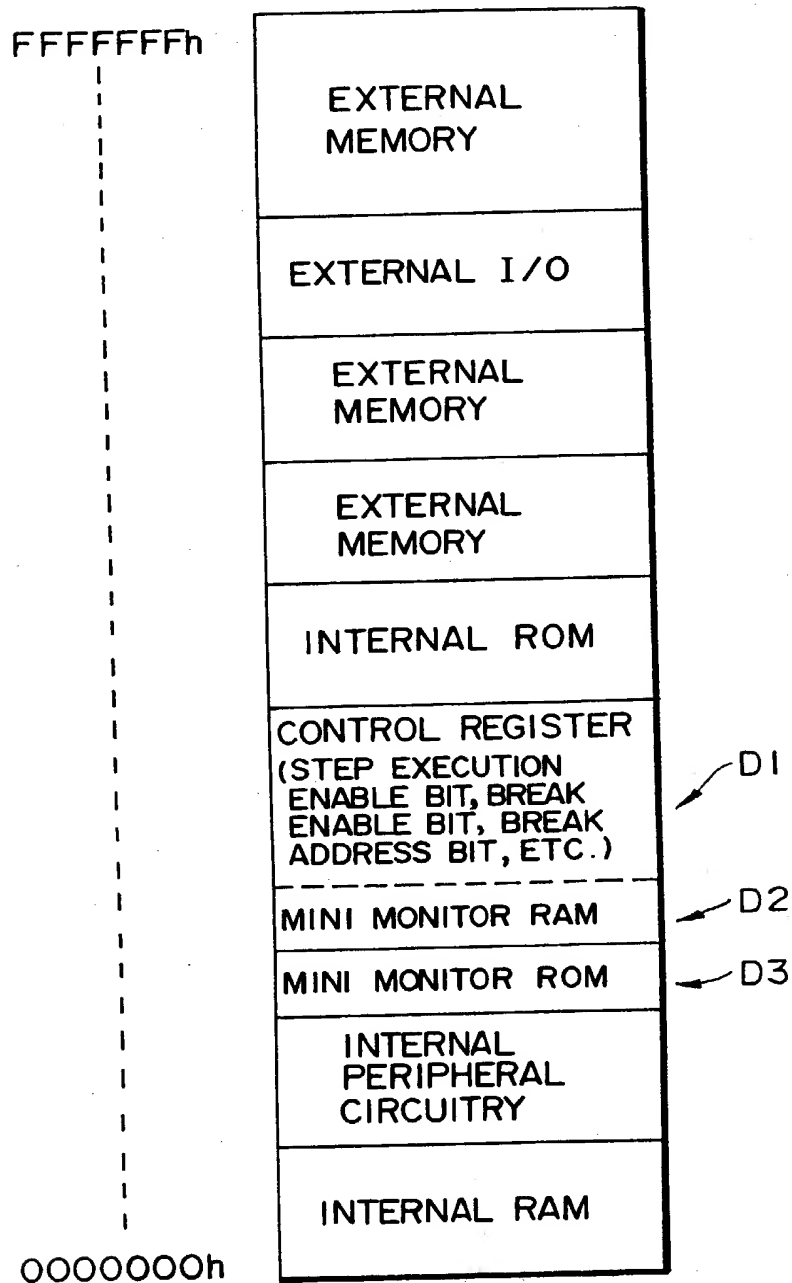 FFFFFFFh
EXTERNAL
MEMORY
EXTERNAL I/O
EXTERNAL
MEMORY
EXTERNAL
MEMORY
INTERNAL ROM
CONTROL REGISTER
(STEP EXECUTION
ENABLE BIT, BREAK
ENABLE BIT, BREAK
ADDRESS BIT, ETC.)
D1
MINI MONITOR RAM
D2
MINI MONITOR ROM
D3
INTERNAL
PERIPHERAL
CIRCUITRY
INTERNAL RAM
0000000h